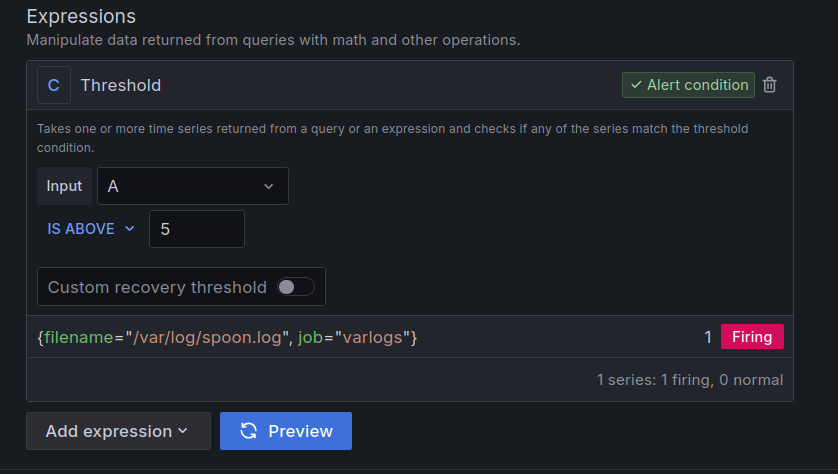 Expressions
Manipulate data returned from queries with math and other operations.
C Threshold Alert condition
Takes one or more time series returned from a query or an expression and checks if any of the series match the threshold
condition.
Input A
IS ABOVE 5
Custom recovery threshold
{filename="/var/log/spoon.log", job="varlogs"} 1 Firing
1 series: 1 firing, 0 normal
Add expression Preview